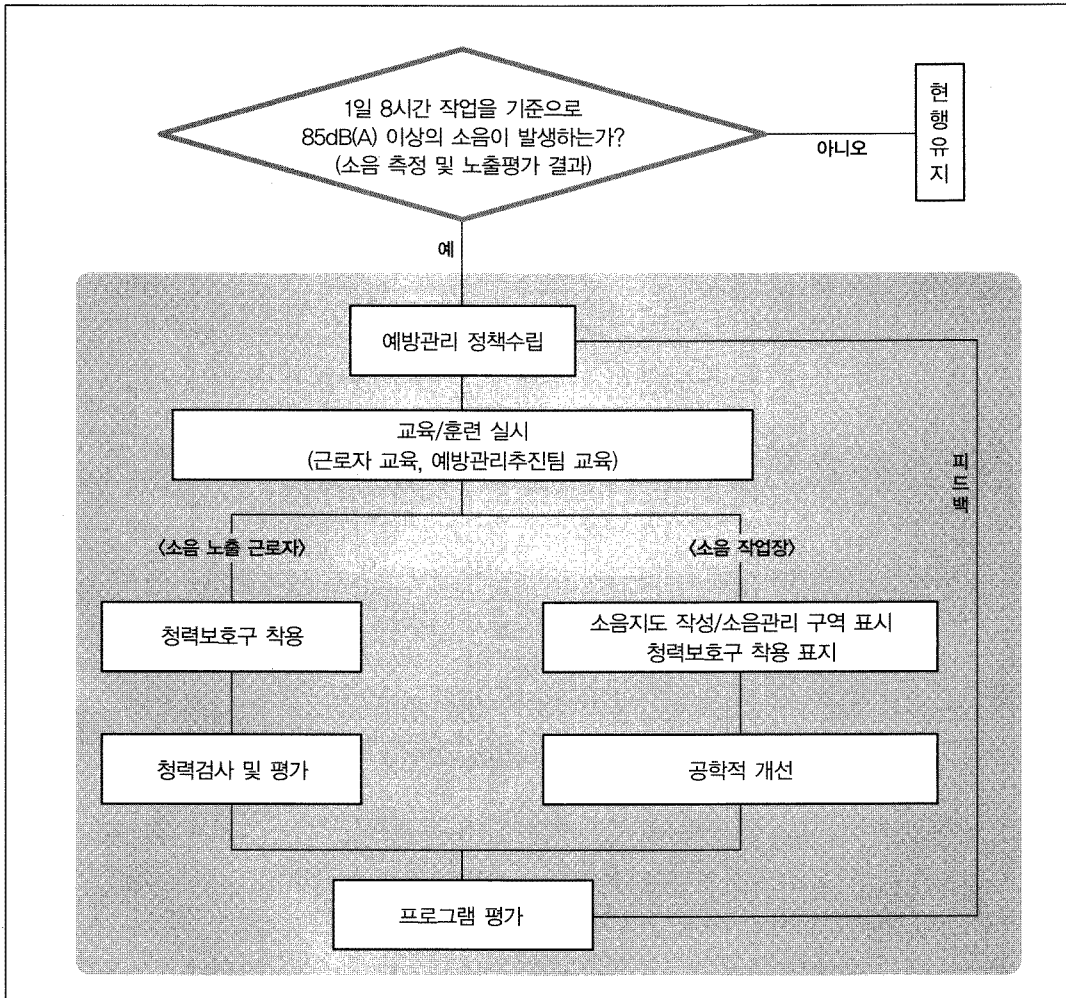 1일 8시간 작업을 기준으로
85dB(A) 이상의 소음이 발생하는가?
(소음 측정 및 노출평가 결과)
아니오
현행유지
예
예방관리 정책수립
교육/훈련 실시
(근로자 교육, 예방관리추진팀 교육)
피드백
<소음 노출 근로자>
<소음 작업장>
청력보호구 착용
소음지도 작성/소음관리 구역 표시
청력보호구 착용 표지
청력검사 및 평가
공학적 개선
프로그램 평가